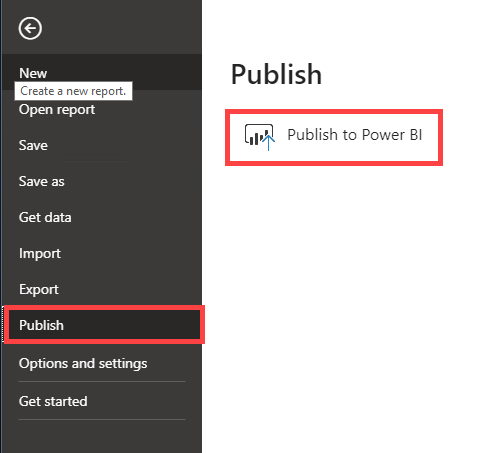 New
Create a new report.
Open report
Save
Save as
Get data
Import
Export
Publish
Options and settings
Get started
Publish
Publish to Power BI